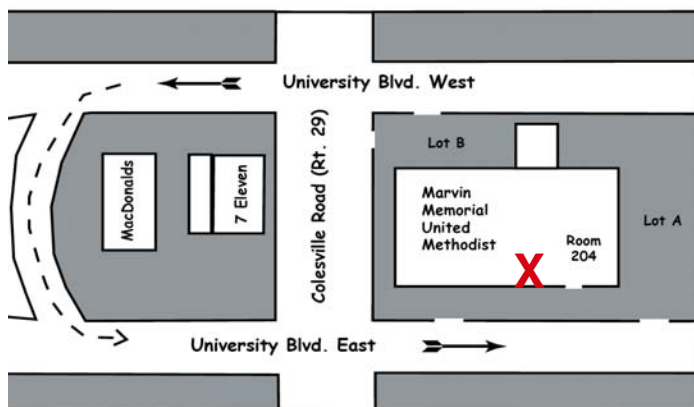 University Blvd. West
Colesville Road (Rt. 29)
MacDonalds
7 Eleven
Lot B
Marvin
Memorial
United
Methodist
Room
204
Lot A
X
University Blvd. East